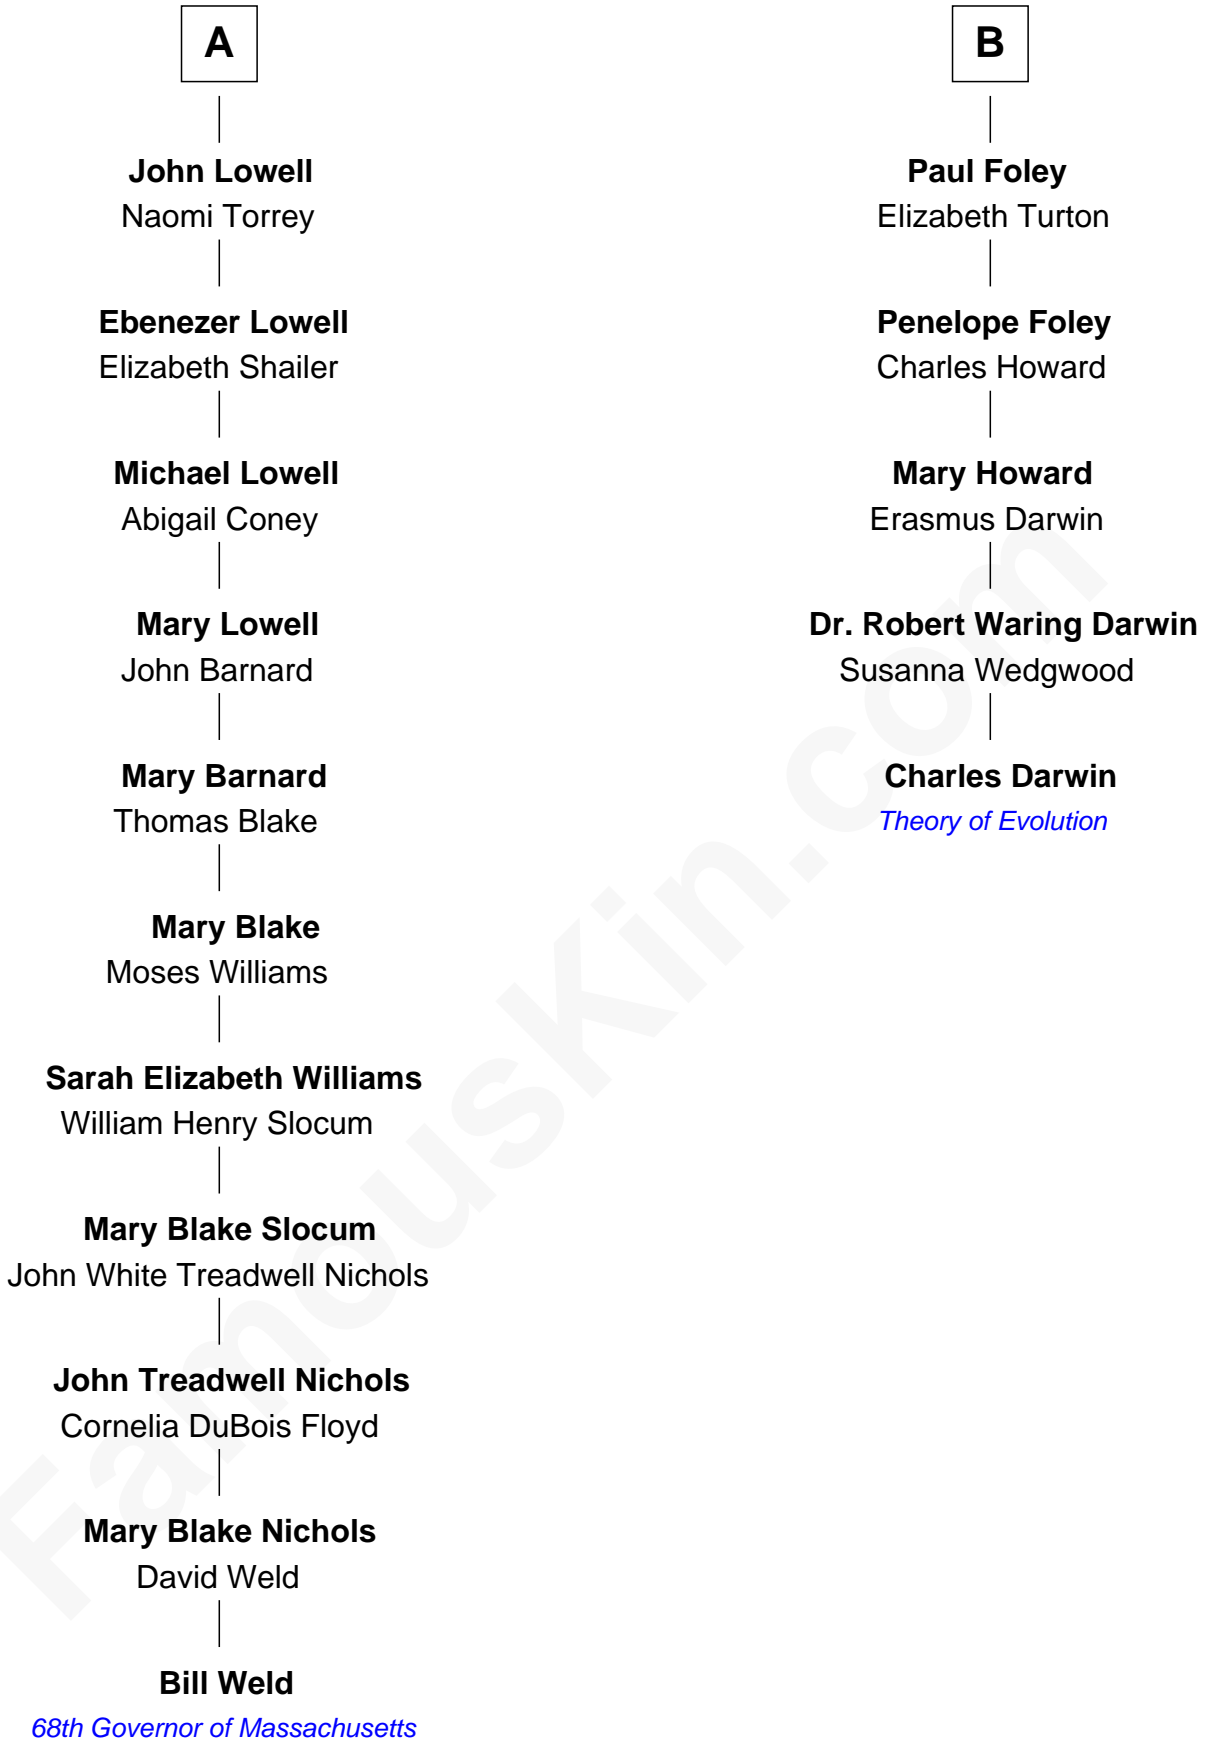 A
John Lowell
Naomi Torrey
Ebenezer Lowell
Elizabeth Shailer
Michael Lowell
Abigail Coney
Mary Lowell
John Barnard
Mary Barnard
Thomas Blake
Mary Blake
Moses Williams
Sarah Elizabeth Williams
William Henry Slocum
Mary Blake Slocum
John White Treadwell Nichols
John Treadwell Nichols
Cornelia DuBois Floyd
Mary Blake Nichols
David Weld
Bill Weld
68th Governor of Massachusetts
B
Paul Foley
Elizabeth Turton
Penelope Foley
Charles Howard
Mary Howard
Erasmus Darwin
Dr. Robert Waring Darwin
Susanna Wedgwood
Charles Darwin
Theory of Evolution
FamousKin.com